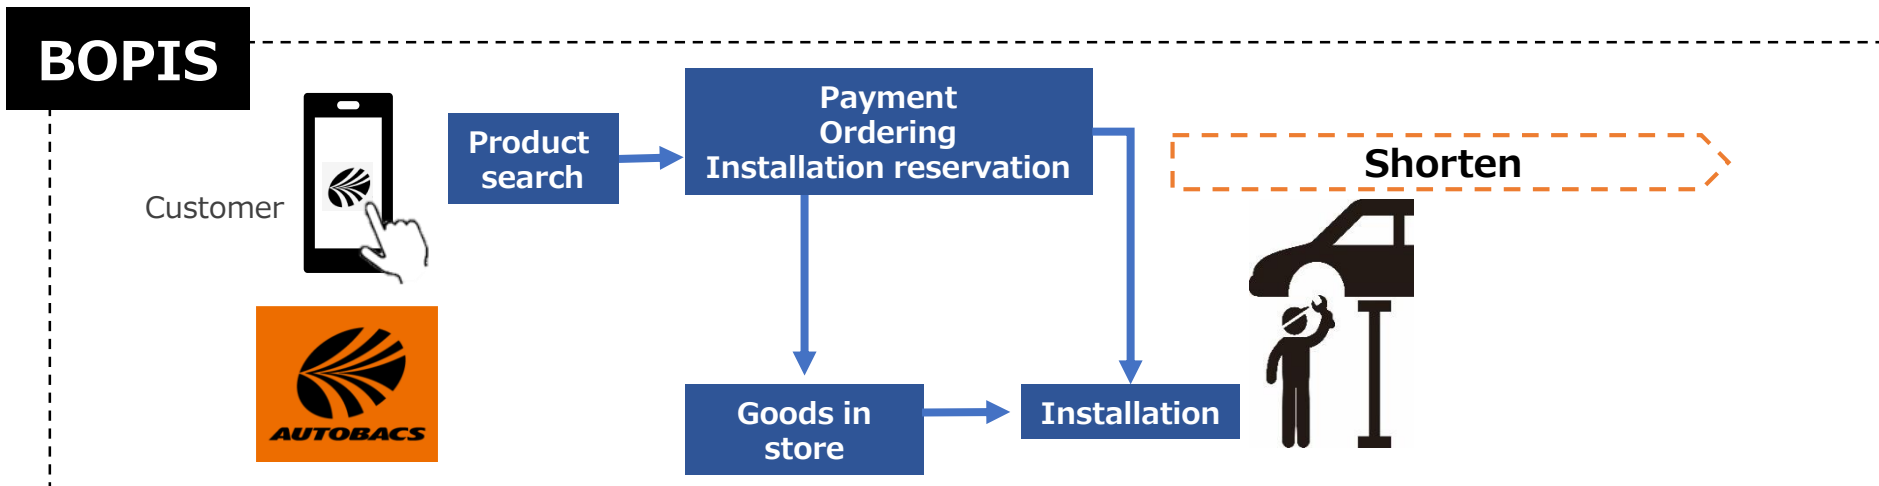 BOPIS
Customer
Product
search
Payment
Ordering
Installation reservation
Shorten
AUTOBACS
Goods in
store
Installation